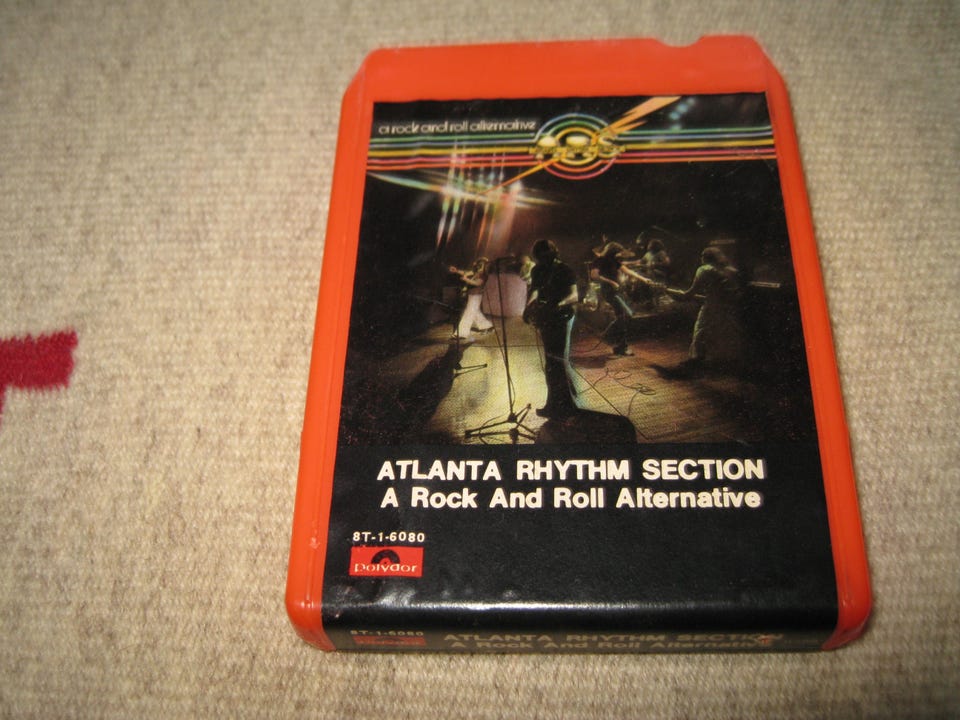 a rock and roll alternative
ARS
ATLANTA RHYTHM SECTION
A Rock And Roll Alternative
8T-1-6080
polydor
8T-1-6080
ATLANTA RHYTHM SECTION
A Rock And Roll Alternative